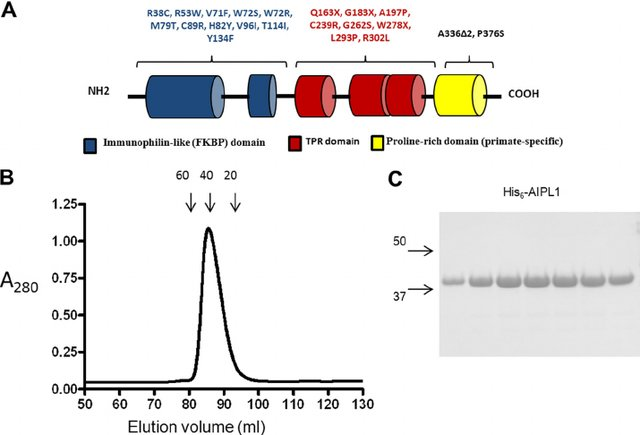 A
R38C, R53W, V71F, W72S, W72R,
M79T, C89R, H82Y, V96I, T114I,
Y134F
Q163X, G183X, A197P,
C239R, G262S, W278X,
L293P, R302L
A336Δ2, P376S
NH2
COOH
Immunophilin-like (FKBP) domain
TPR domain
Proline-rich domain (primate-specific)
B
60 40 20
1.25
1.00
0.75
0.50
0.25
0.00
A280
50 60 70 80 90 100 110 120 130
Elution volume (ml)
C
His6-AIPL1
50
37